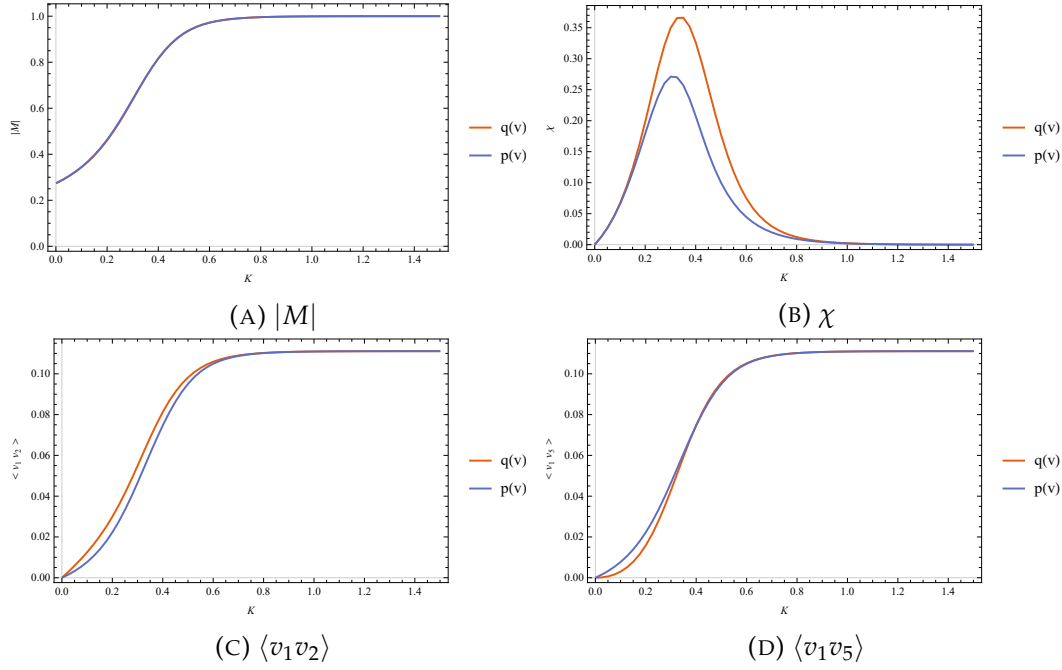 1.0
0.8
0.6
0.4
0.2
0.0
|M|
0.0 0.2 0.4 0.6 0.8 1.0 1.2 1.4
K
q(v)
p(v)
(A) |M|
0.35
0.30
0.25
0.20
0.15
0.10
0.05
0.00
χ
0.0 0.2 0.4 0.6 0.8 1.0 1.2 1.4
K
q(v)
p(v)
(B) χ
0.10
0.08
0.06
0.04
0.02
0.00
< v₁ v₂ >
0.0 0.2 0.4 0.6 0.8 1.0 1.2 1.4
K
q(v)
p(v)
(C) ⟨v₁v₂⟩
0.10
0.08
0.06
0.04
0.02
0.00
< v₁ v₅ >
0.0 0.2 0.4 0.6 0.8 1.0 1.2 1.4
K
q(v)
p(v)
(D) ⟨v₁v₅⟩